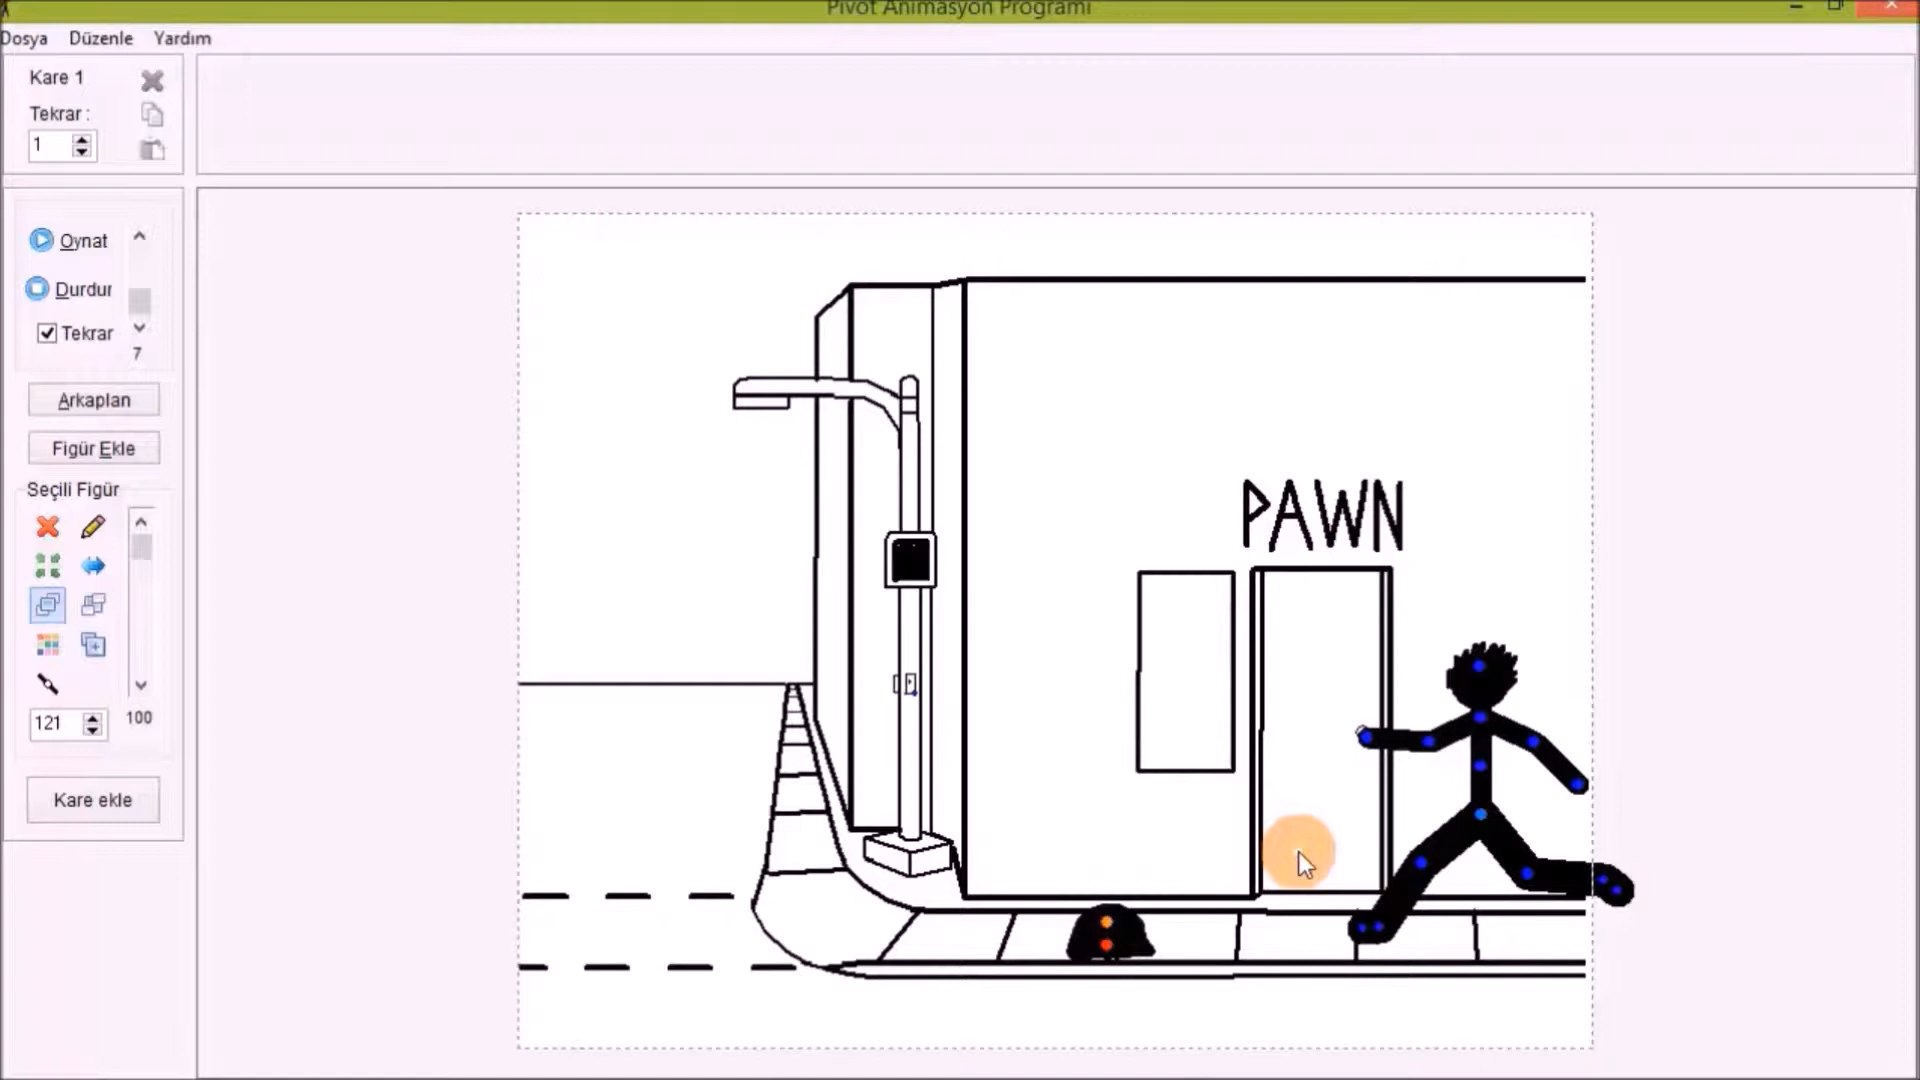 Pivot Animasyon Programı
Dosya Düzenle Yardım
Kare 1
Tekrar :
1
Oynat
Durdur
Tekrar
7
Arkaplan
Figür Ekle
Seçili Figür
121
100
Kare ekle
PAWN